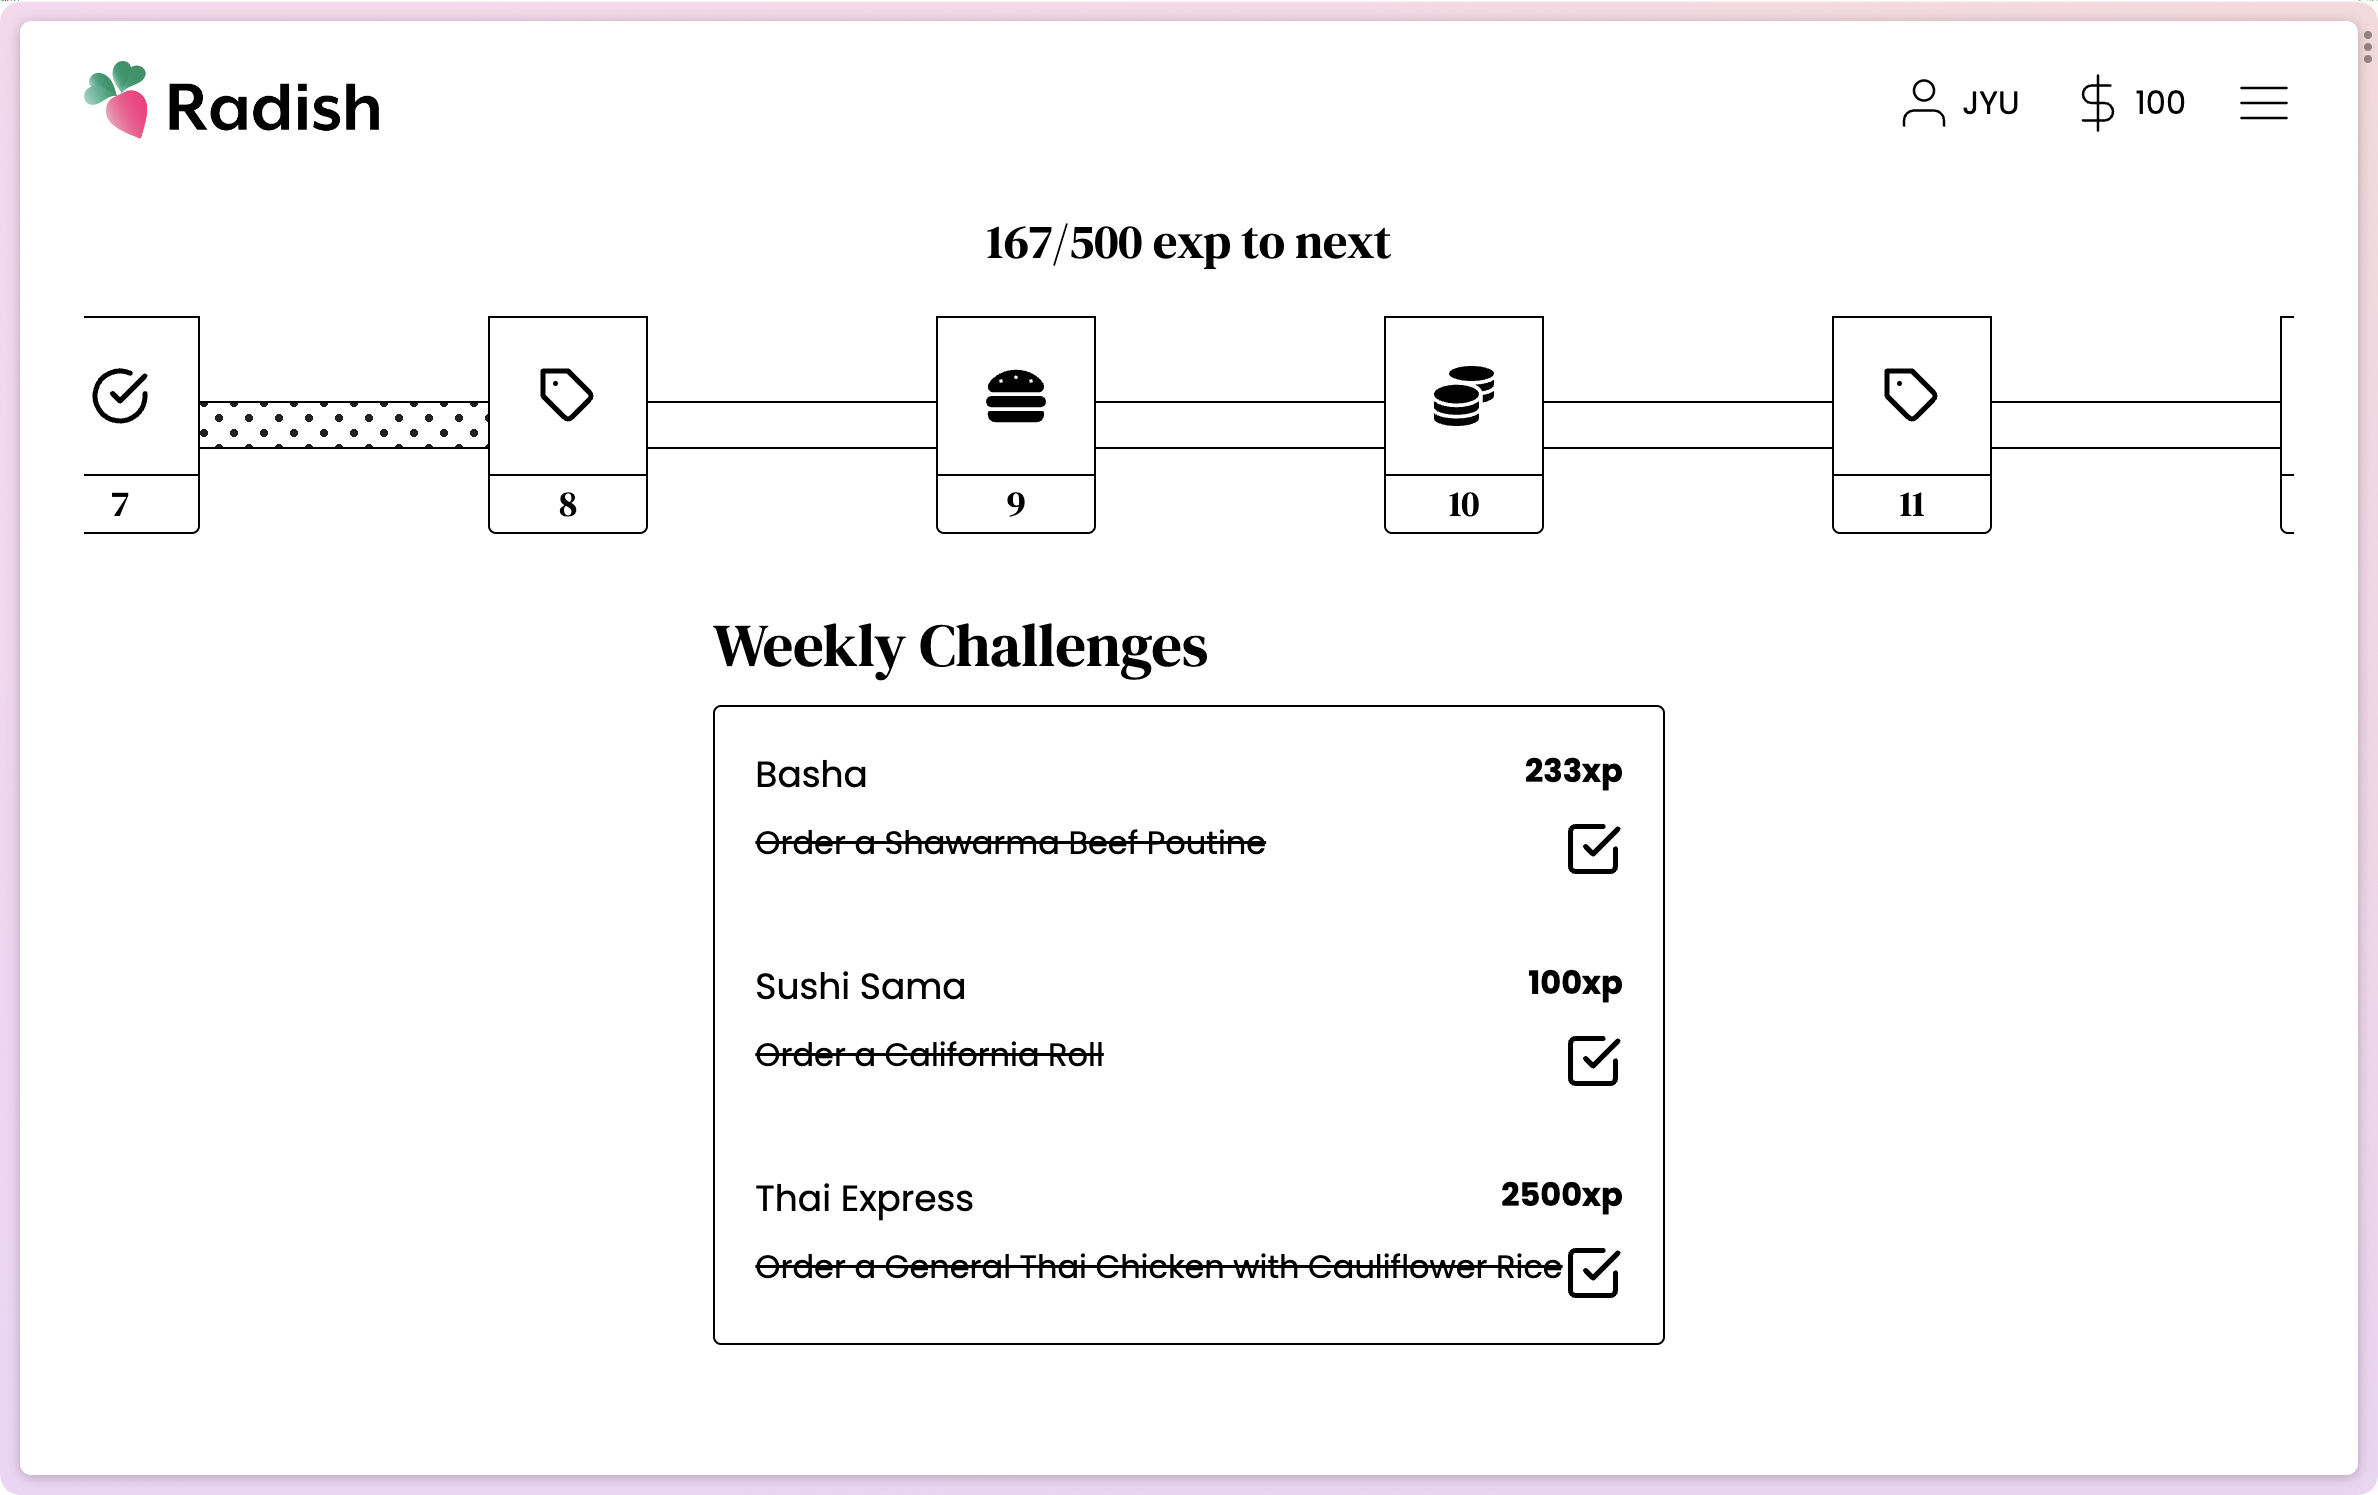 Radish
JYU
100
167/500 exp to next
7
8
9
10
11
Weekly Challenges
Basha
233xp
Order a Shawarma Beef Poutine
Sushi Sama
100xp
Order a California Roll
Thai Express
2500xp
Order a General Thai Chicken with Cauliflower Rice